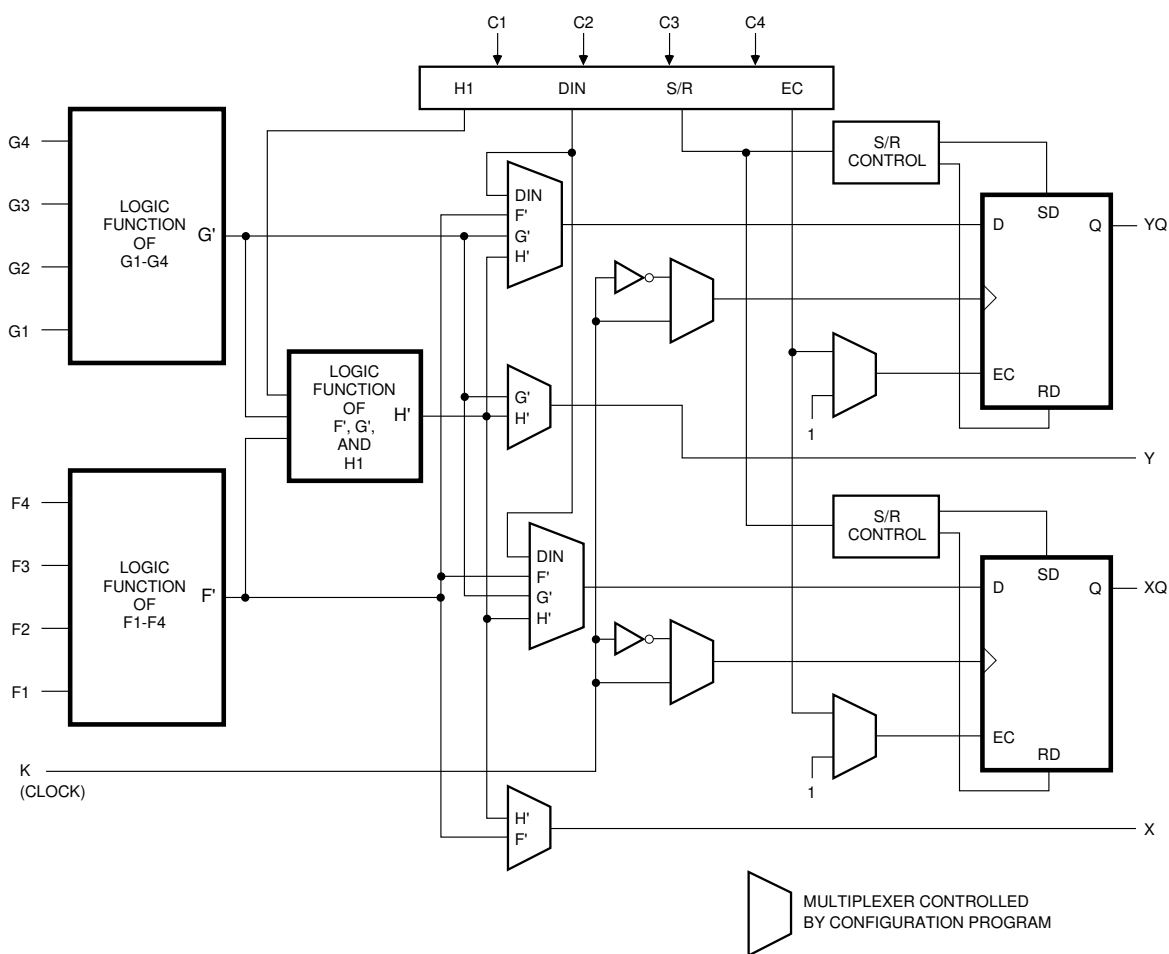 C1 C2 C3 C4
H1 DIN S/R EC
G4
G3
G2
G1
LOGIC
FUNCTION
OF
G1-G4
G'
DIN
F'
G'
H'
S/R
CONTROL
D
SD
Q
EC
RD
YQ
1
LOGIC
FUNCTION
OF
F', G',
AND
H1
H'
G'
H'
Y
F4
F3
F2
F1
LOGIC
FUNCTION
OF
F1-F4
F'
DIN
F'
G'
H'
S/R
CONTROL
D
SD
Q
EC
RD
XQ
1
K
(CLOCK)
H'
F'
X
MULTIPLEXER CONTROLLED
BY CONFIGURATION PROGRAM